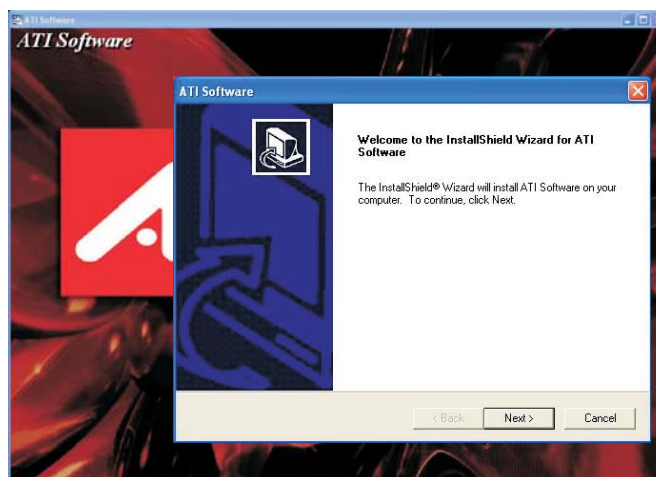 ATI Software
ATI Software
ATI Software
Welcome to the InstallShield Wizard for ATI
Software
The InstallShield® Wizard will install ATI Software on your
computer. To continue, click Next.
< Back
Next >
Cancel